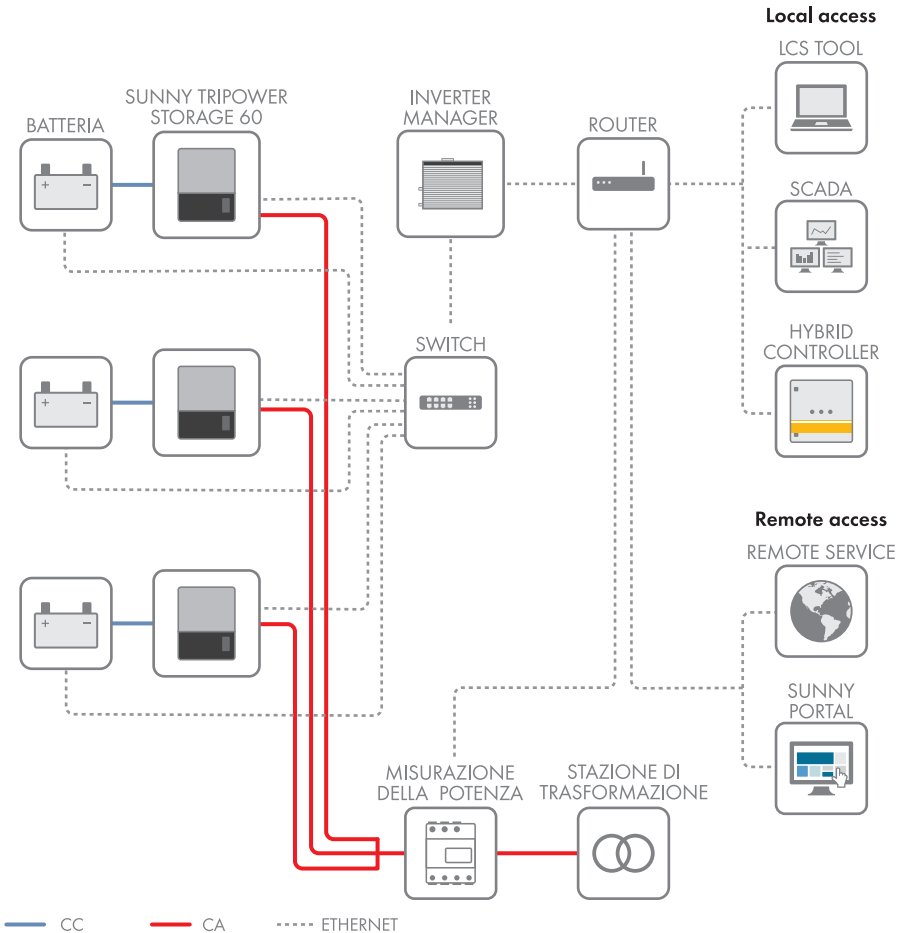 Local access
LCS TOOL
SUNNY TRIPOWER
STORAGE 60
INVERTER
MANAGER
BATTERIA
ROUTER
SCADA
HYBRID
CONTROLLER
SWITCH
Remote access
REMOTE SERVICE
SUNNY
PORTAL
MISURAZIONE
DELLA POTENZA
STAZIONE DI
TRASFORMAZIONE
CC
CA
ETHERNET